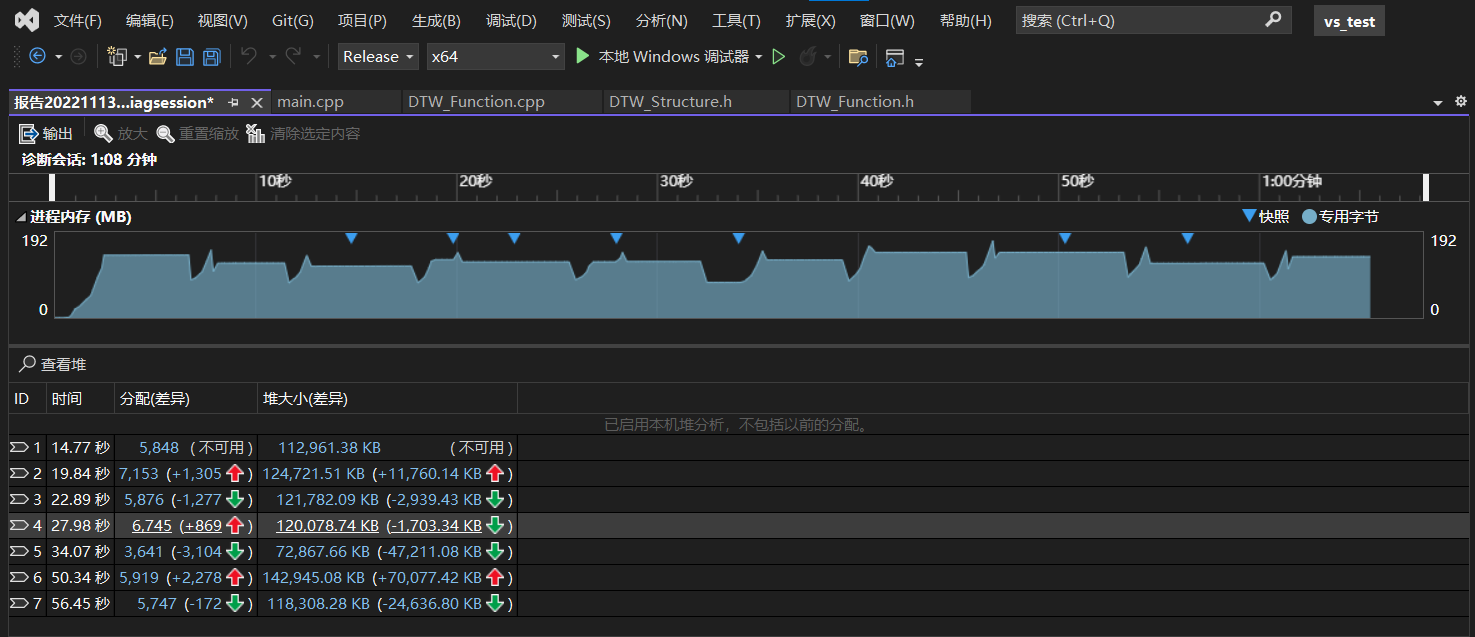 文件(F) 编辑(E) 视图(V) Git(G) 项目(P) 生成(B) 调试(D) 测试(S) 分析(N) 工具(T) 扩展(X) 窗口(W) 帮助(H) 搜索 (Ctrl+Q) vs_test
Release x64 本地 Windows 调试器
报告20221113...iagsession* main.cpp DTW_Function.cpp DTW_Structure.h DTW_Function.h
输出 放大 重置缩放 清除选定内容
诊断会话: 1:08 分钟
10秒 20秒 30秒 40秒 50秒 1:00分钟
进程内存 (MB) 快照 专用字节
192 192
0 0
查看堆
ID 时间 分配(差异) 堆大小(差异)
已启用本机堆分析，不包括以前的分配。
1 14.77 秒 5,848 (不可用) 112,961.38 KB (不可用)
2 19.84 秒 7,153 (+1,305) 124,721.51 KB (+11,760.14 KB)
3 22.89 秒 5,876 (-1,277) 121,782.09 KB (-2,939.43 KB)
4 27.98 秒 6,745 (+869) 120,078.74 KB (-1,703.34 KB)
5 34.07 秒 3,641 (-3,104) 72,867.66 KB (-47,211.08 KB)
6 50.34 秒 5,919 (+2,278) 142,945.08 KB (+70,077.42 KB)
7 56.45 秒 5,747 (-172) 118,308.28 KB (-24,636.80 KB)